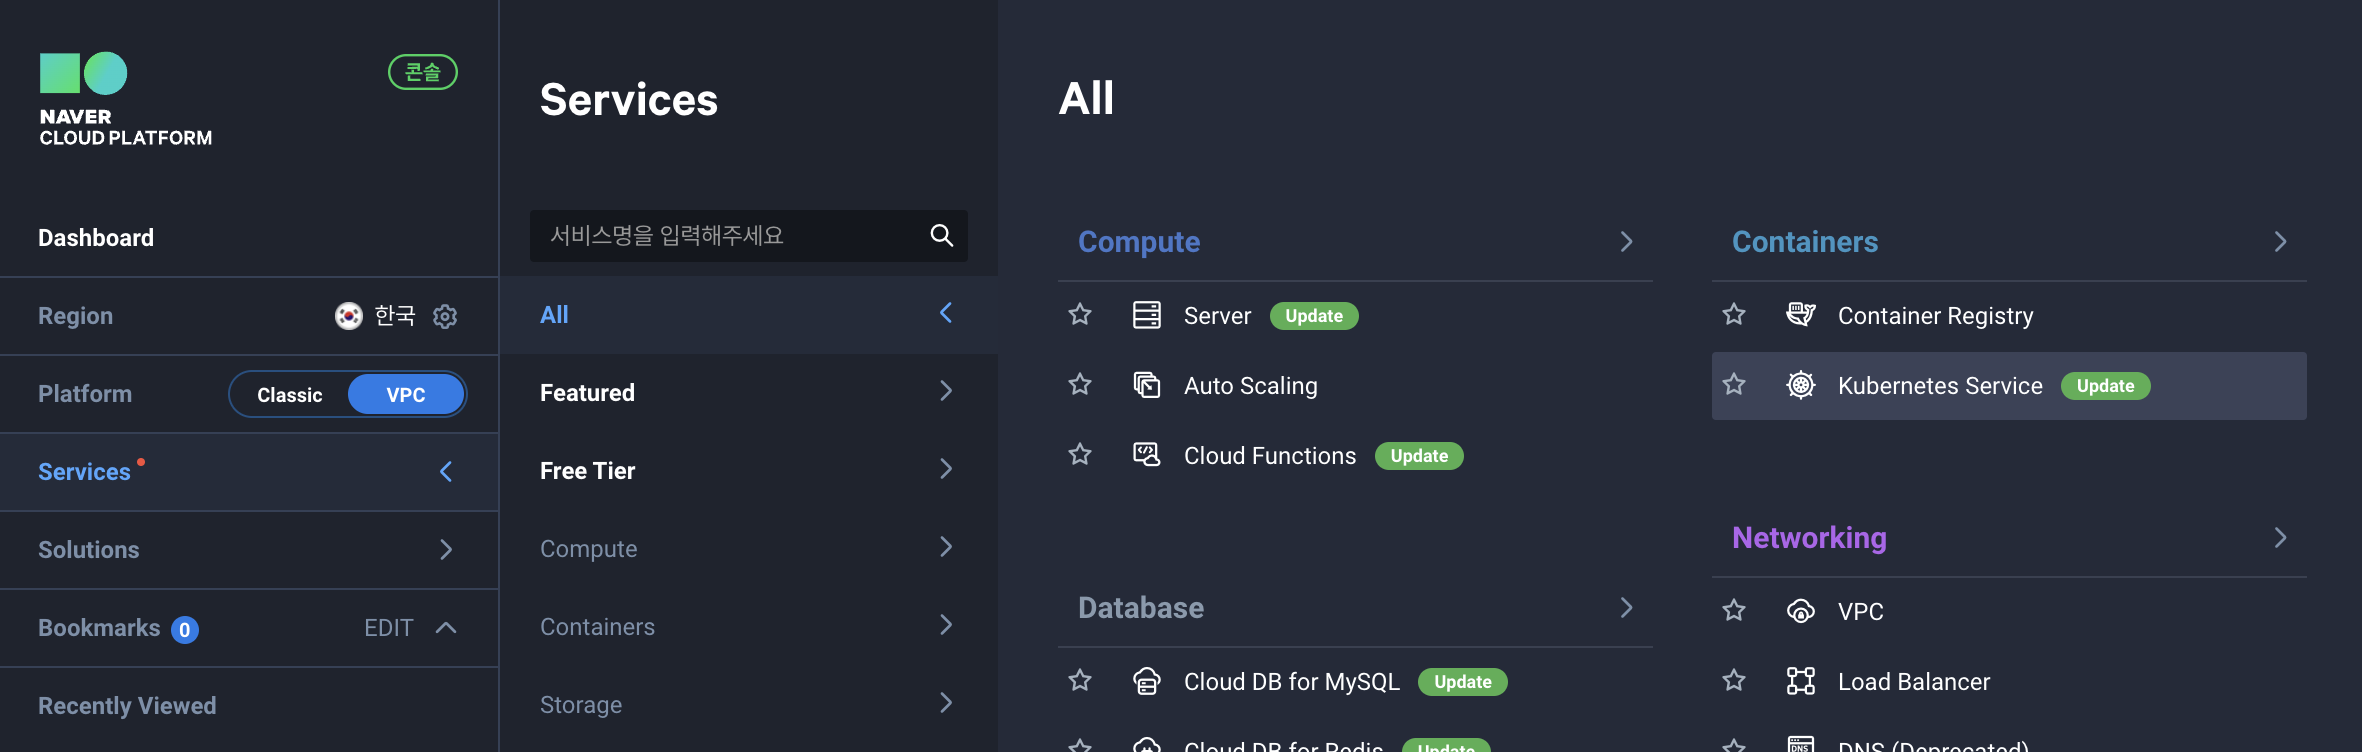 NAVER
CLOUD PLATFORM
콘솔
Dashboard
Region 한국
Platform Classic VPC
Services
Solutions
Bookmarks 0 EDIT
Recently Viewed
Services
서비스명을 입력해주세요
All
Featured
Free Tier
Compute
Containers
Storage
All
Compute
Server Update
Auto Scaling
Cloud Functions Update
Database
Cloud DB for MySQL Update
Cloud DB for Redis Update
Containers
Container Registry
Kubernetes Service Update
Networking
VPC
Load Balancer
DNS
DNS (Deprecated)